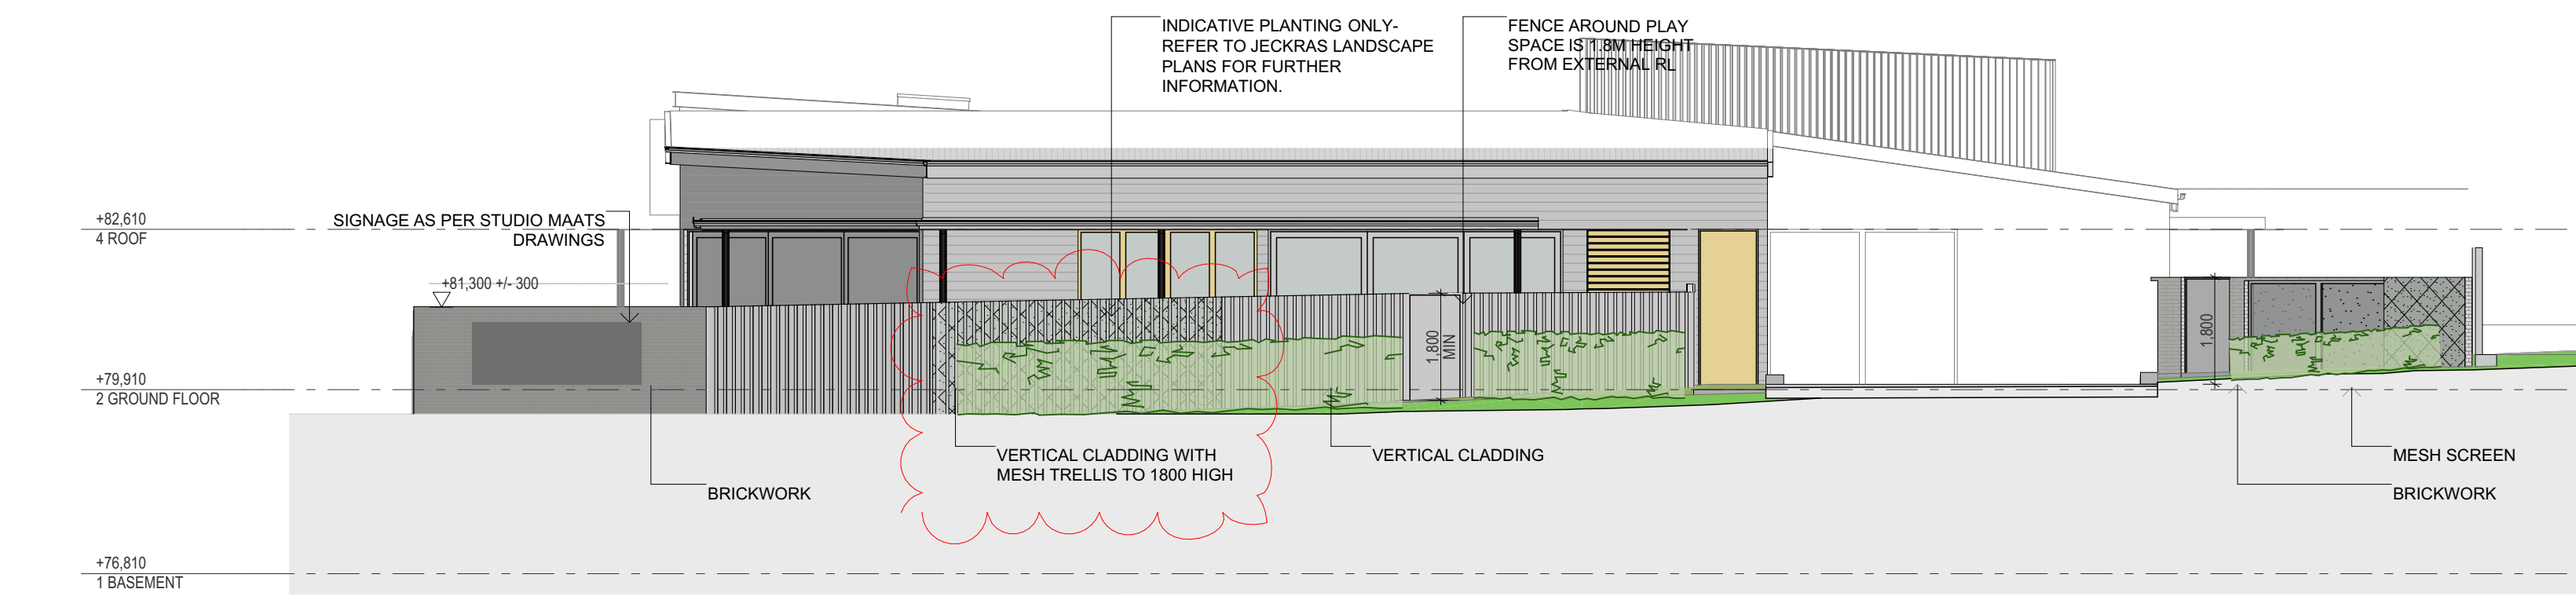 INDICATIVE PLANTING ONLY-
REFER TO JECKRAS LANDSCAPE
PLANS FOR FURTHER
INFORMATION.
FENCE AROUND PLAY
SPACE IS 1.8M HEIGHT
FROM EXTERNAL RL
+82,610
4 ROOF
SIGNAGE AS PER STUDIO MAATS
DRAWINGS
+81,300 +/- 300
1,800
MIN
1,800
+79,910
2 GROUND FLOOR
VERTICAL CLADDING WITH
MESH TRELLIS TO 1800 HIGH
VERTICAL CLADDING
MESH SCREEN
BRICKWORK
BRICKWORK
+76,810
1 BASEMENT